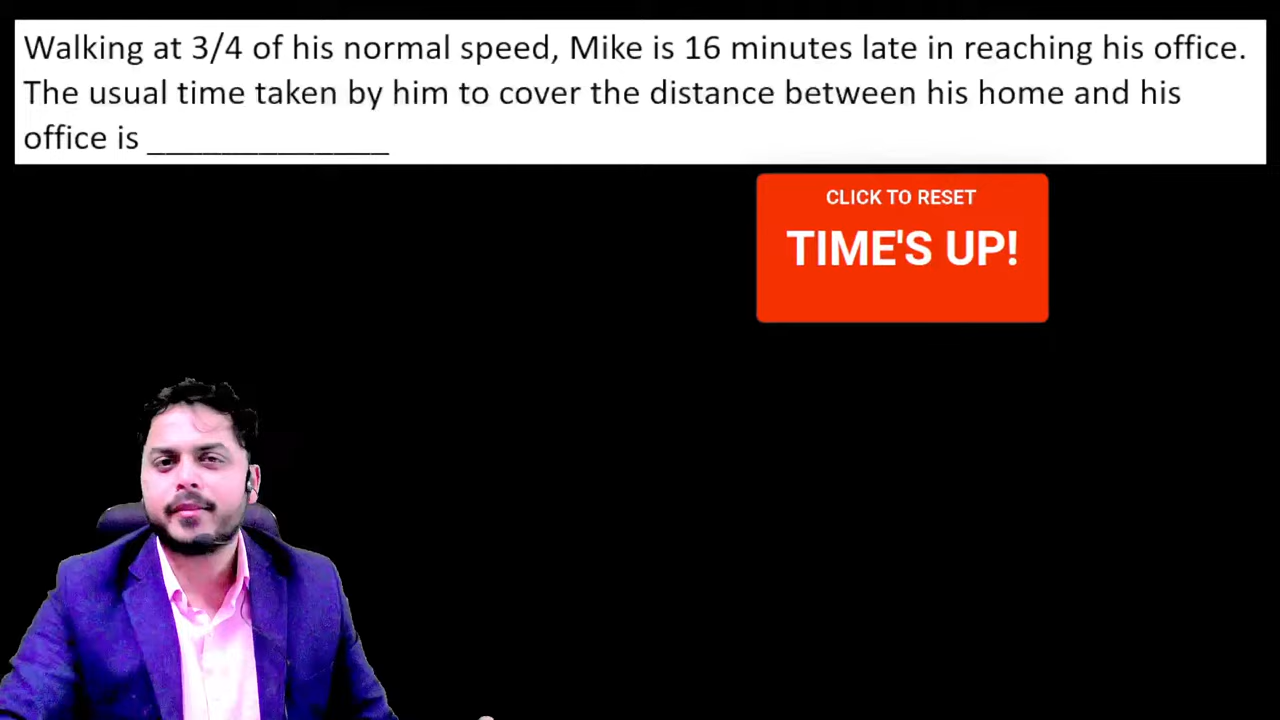 Walking at 3/4 of his normal speed, Mike is 16 minutes late in reaching his office.
The usual time taken by him to cover the distance between his home and his
office is _____________
CLICK TO RESET
TIME'S UP!